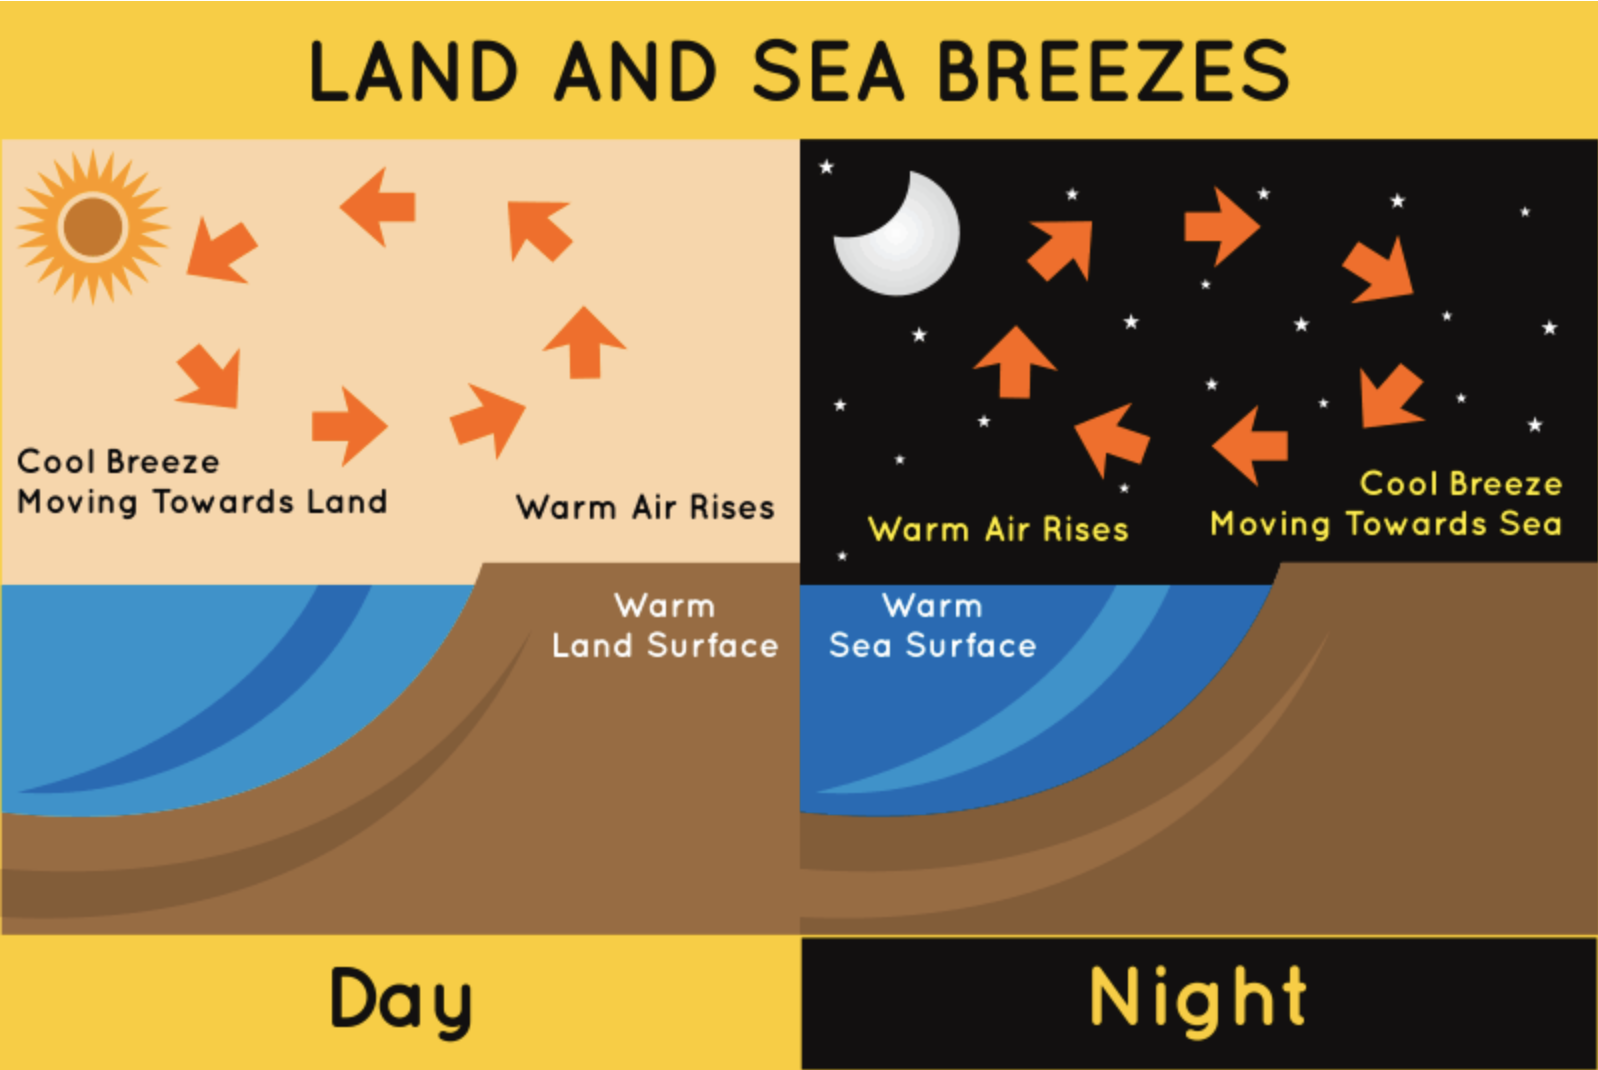 LAND AND SEA BREEZES
Cool Breeze
Moving Towards Land
Warm Air Rises
Warm
Land Surface
Day
Cool Breeze
Moving Towards Sea
Warm Air Rises
Warm
Sea Surface
Night